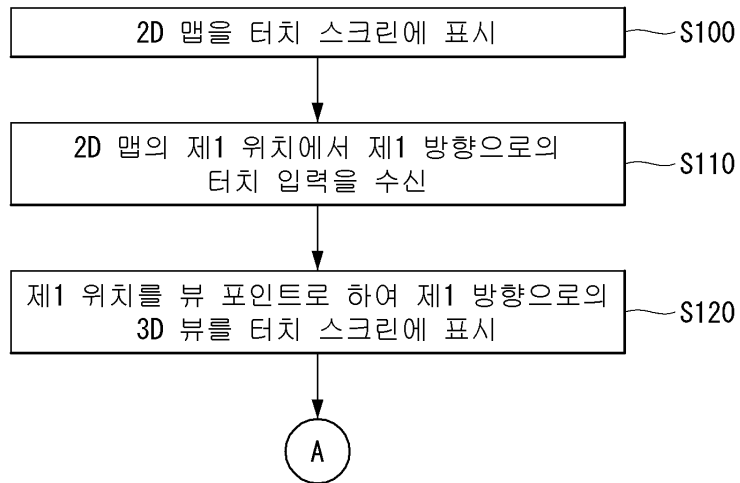 2D 맵을 터치 스크린에 표시
S100
2D 맵의 제1 위치에서 제1 방향으로의
터치 입력을 수신
S110
제1 위치를 뷰 포인트로 하여 제1 방향으로의
3D 뷰를 터치 스크린에 표시
S120
A